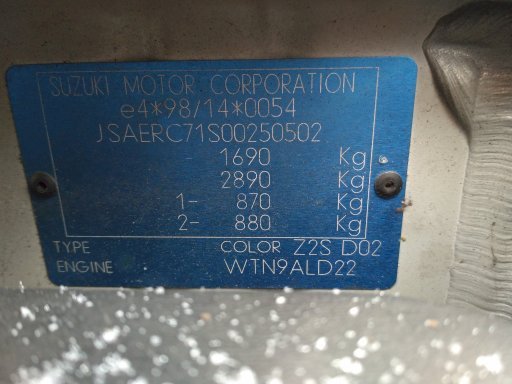 SUZUKI MOTOR CORPORATION
e4*98/14*0054
JSAERC71S00250502
1690 Kg
2890 Kg
1- 870 Kg
2- 880 Kg
TYPE COLOR Z2S D02
ENGINE WTN9ALD22